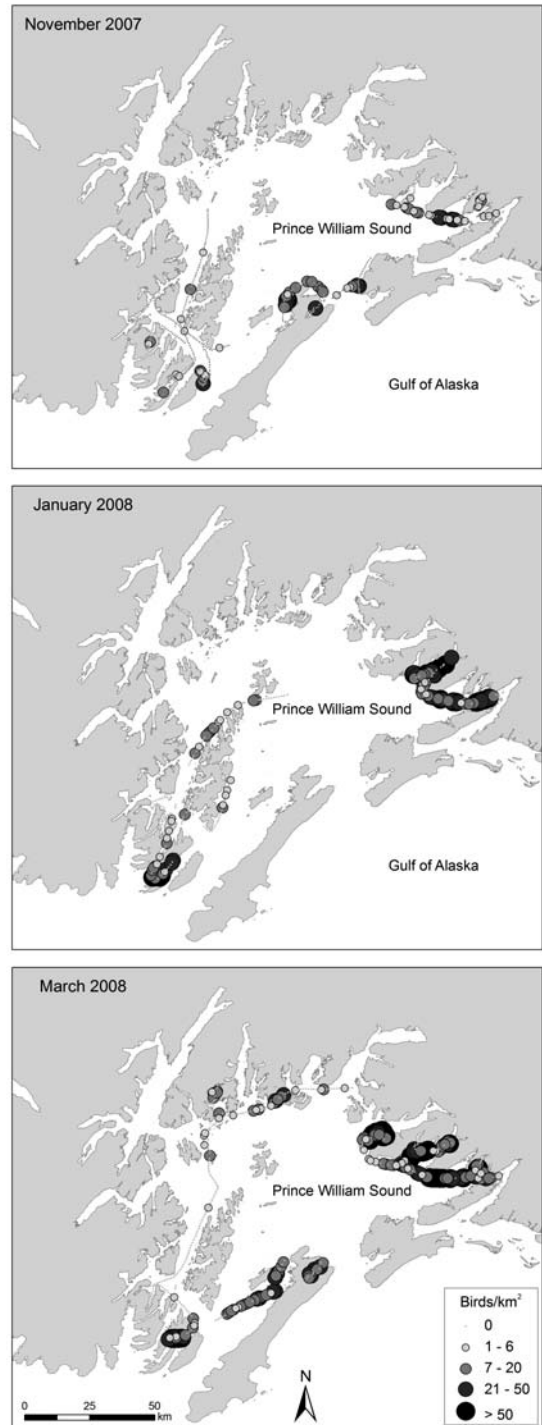 November 2007
Prince William Sound
Gulf of Alaska
January 2008
Prince William Sound
Gulf of Alaska
March 2008
Prince William Sound
Birds/km²
0
1 - 6
7 - 20
21 - 50
> 50
N
0 25 50
km